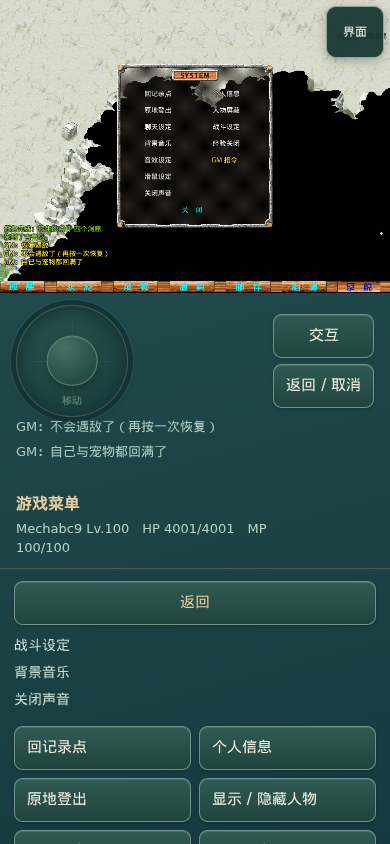 界面
SYSTEM
回记录点 个人信息
原地登出 人物屏蔽
聊天设定 战斗设定
背景音乐 经验关闭
音效设定 GM 指令
滑鼠设定
关闭声音
关 闭
GM：不会遇敌 ( 再按一次恢复 )
GM：自己与宠物都回满了
交互
返回 / 取消
移动
GM：不会遇敌 ( 再按一次恢复 )
GM：自己与宠物都回满了
游戏菜单
Mechabc9 Lv.100 HP 4001/4001 MP
100/100
返回
战斗设定
背景音乐
关闭声音
回记录点 个人信息
原地登出 显示 / 隐藏人物